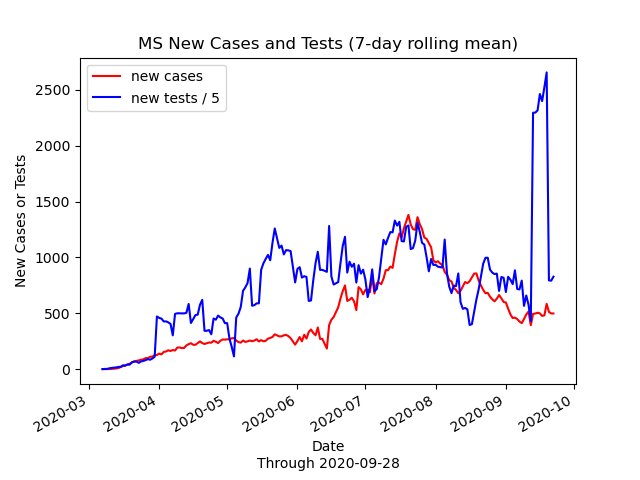 MS New Cases and Tests (7-day rolling mean)
new cases
new tests / 5
New Cases or Tests
2500
2000
1500
1000
500
0
2020-03
2020-04
2020-05
2020-06
2020-07
2020-08
2020-09
2020-10
Date
Through 2020-09-28